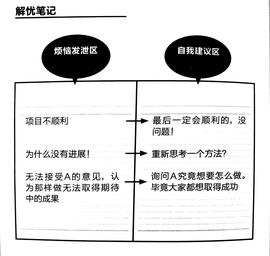 解忧笔记
烦恼发泄区
自我建议区
项目不顺利
最后一定会顺利的，没
问题！
为什么没有进展！
重新思考一个方法？
无法接受A的意见，认
为那样做无法取得期待
中的成果
询问A究竟想要怎么做。
毕竟大家都想取得成功